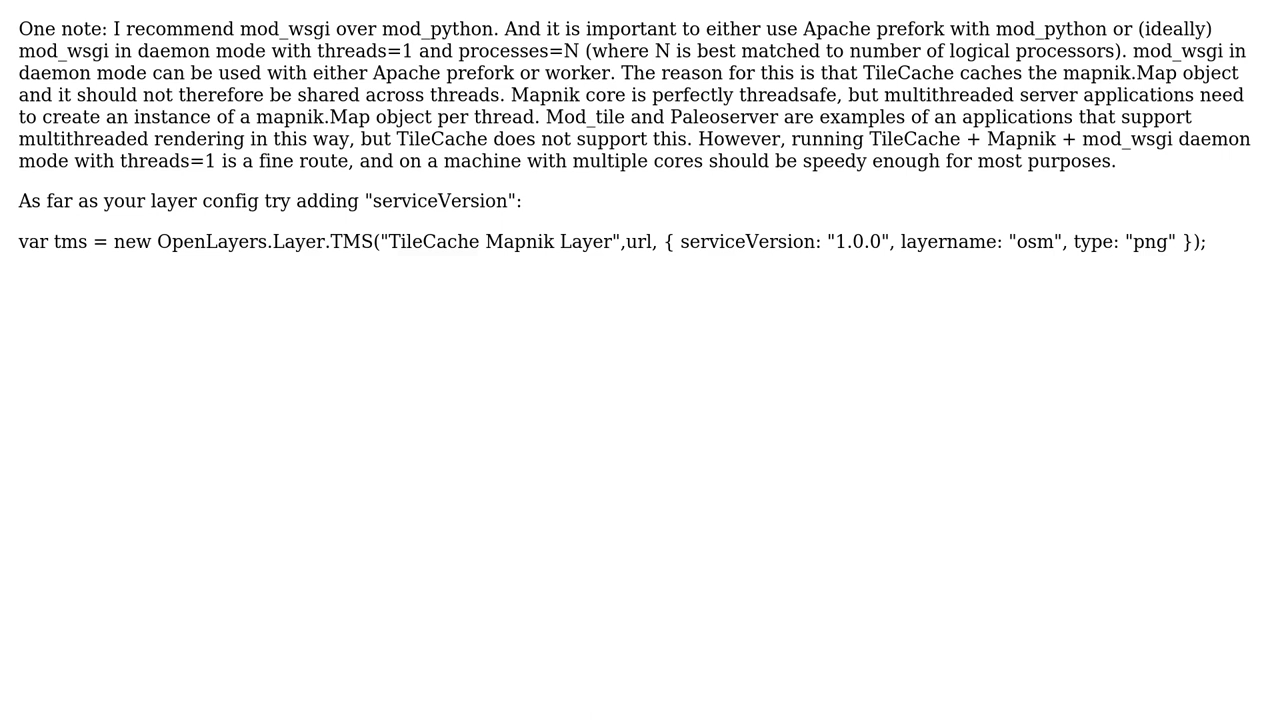 One note: I recommend mod_wsgi over mod_python. And it is important to either use Apache prefork with mod_python or (ideally)
mod_wsgi in daemon mode with threads=1 and processes=N (where N is best matched to number of logical processors). mod_wsgi in
daemon mode can be used with either Apache prefork or worker. The reason for this is that TileCache caches the mapnik.Map object
and it should not therefore be shared across threads. Mapnik core is perfectly threadsafe, but multithreaded server applications need
to create an instance of a mapnik.Map object per thread. Mod_tile and Paleoserver are examples of an applications that support
multithreaded rendering in this way, but TileCache does not support this. However, running TileCache + Mapnik + mod_wsgi daemon
mode with threads=1 is a fine route, and on a machine with multiple cores should be speedy enough for most purposes.
As far as your layer config try adding "serviceVersion":
var tms = new OpenLayers.Layer.TMS("TileCache Mapnik Layer",url, { serviceVersion: "1.0.0", layername: "osm", type: "png" });